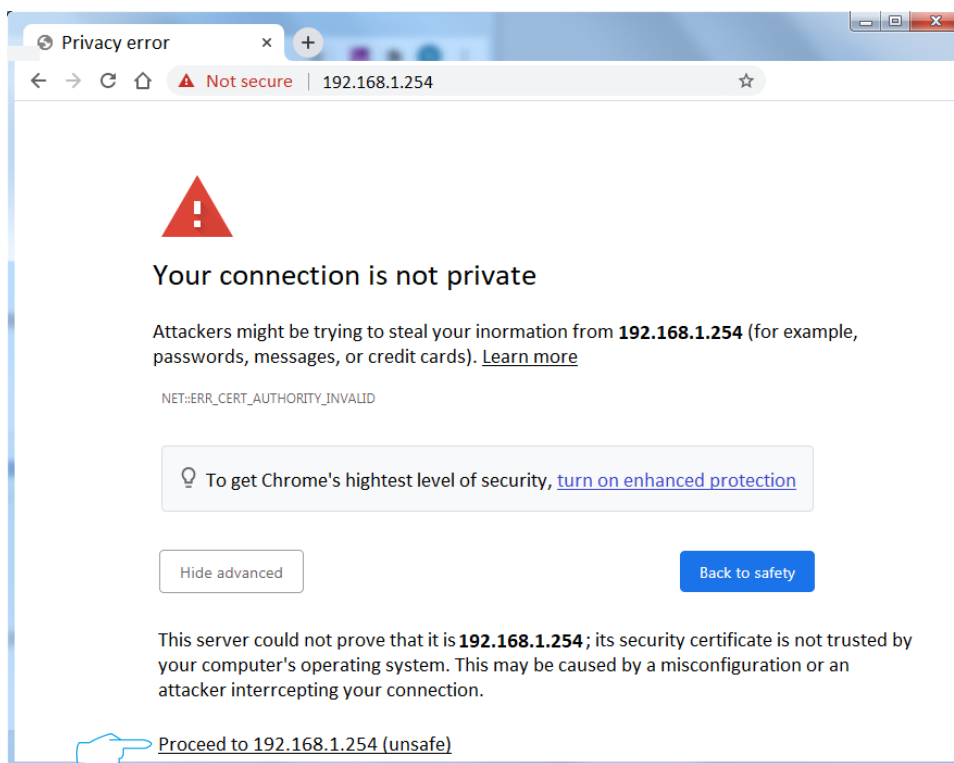 Privacy error
Not secure | 192.168.1.254
Your connection is not private
Attackers might be trying to steal your inormation from 192.168.1.254 (for example,
passwords, messages, or credit cards). Learn more
NET::ERR_CERT_AUTHORITY_INVALID
To get Chrome's hightest level of security, turn on enhanced protection
Hide advanced Back to safety
This server could not prove that it is 192.168.1.254; its security certificate is not trusted by
your computer's operating system. This may be caused by a misconfiguration or an
attacker interrcepting your connection.
Proceed to 192.168.1.254 (unsafe)